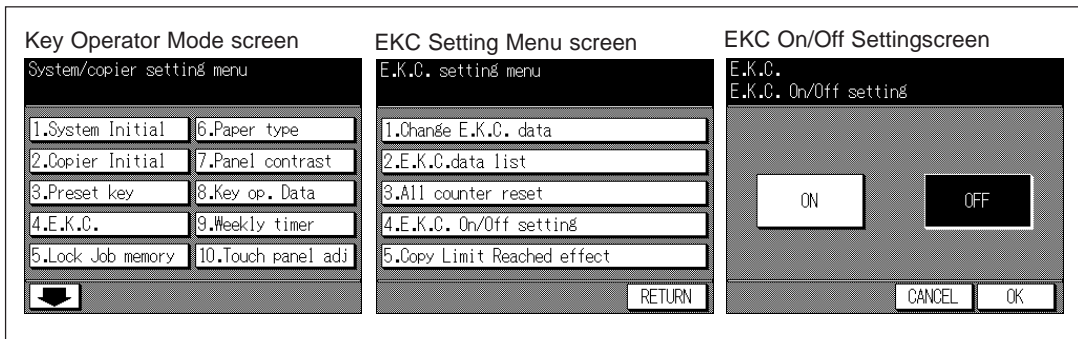 Key Operator Mode screen
System/copier setting menu
1.System Initial
6.Paper type
2.Copier Initial
7.Panel contrast
3.Preset key
8.Key op. Data
4.E.K.C.
9.Weekly timer
5.Lock Job memory
10.Touch panel adj
EKC Setting Menu screen
E.K.C. setting menu
1.Change E.K.C. data
2.E.K.C.data list
3.All counter reset
4.E.K.C. On/Off setting
5.Copy Limit Reached effect
RETURN
EKC On/Off Settingscreen
E.K.C.
E.K.C. On/Off setting
ON
OFF
CANCEL
OK